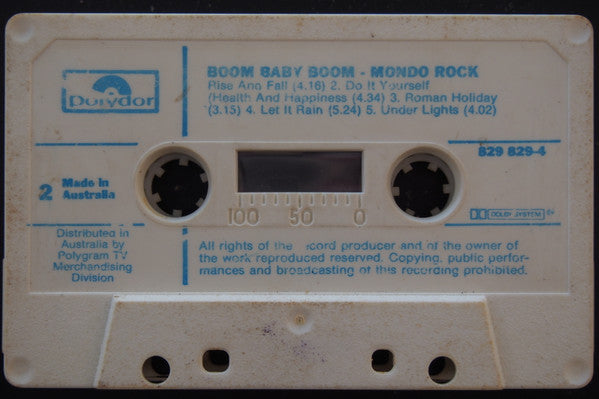 polydor
BOOM BABY BOOM - MONDO ROCK
Rise Ann Fall (4.16) 2. Do It Yourself
(Health And Happiness (4.34) 3. Roman Holiday
(3.15) 4. Let It Rain (5.24) 5. Under Lights (4.02)
829 829-4
2 Made in
Australia
100 50 0
DOLBY SYSTEM
Distributed in
Australia by
Polygram TV
Merchandising
Division
All rights of the record producer and of the owner of
the work reproduced reserved. Copying, public perfor-
mances and broadcasting of this recording prohibited.